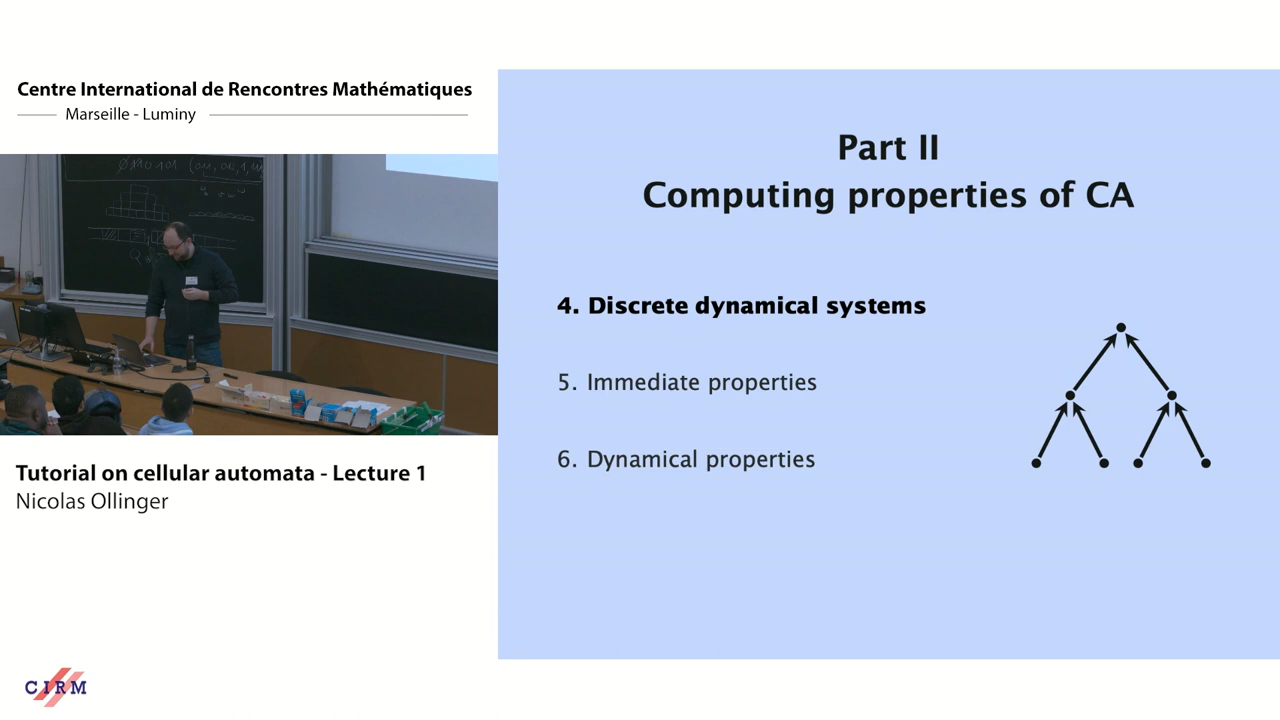 Centre International de Rencontres Mathématiques
Marseille - Luminy
Tutorial on cellular automata - Lecture 1
Nicolas Ollinger
CIRM
Part II
Computing properties of CA
4. Discrete dynamical systems
5. Immediate properties
6. Dynamical properties